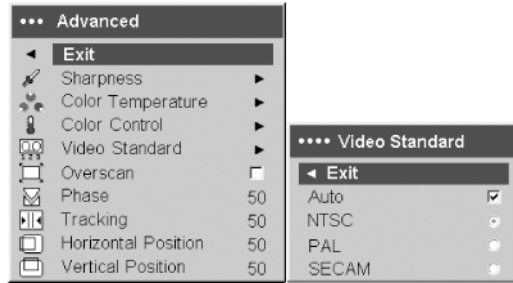 Advanced
Exit
Sharpness
Color Temperature
Color Control
Video Standard
Overscan
Phase 50
Tracking 50
Horizontal Position 50
Vertical Position 50
Video Standard
Exit
Auto
NTSC
PAL
SECAM